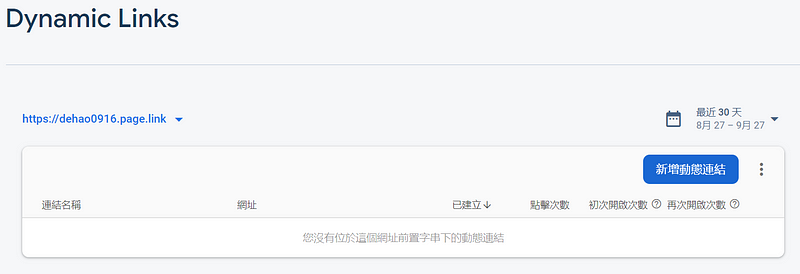 Dynamic Links
https://dehao0916.page.link
最近 30 天
8月 27 – 9月 27
新增動態連結
連結名稱 網址 已建立 點擊次數 初次開啟次數 再次開啟次數
您沒有位於這個網址前置字串下的動態連結